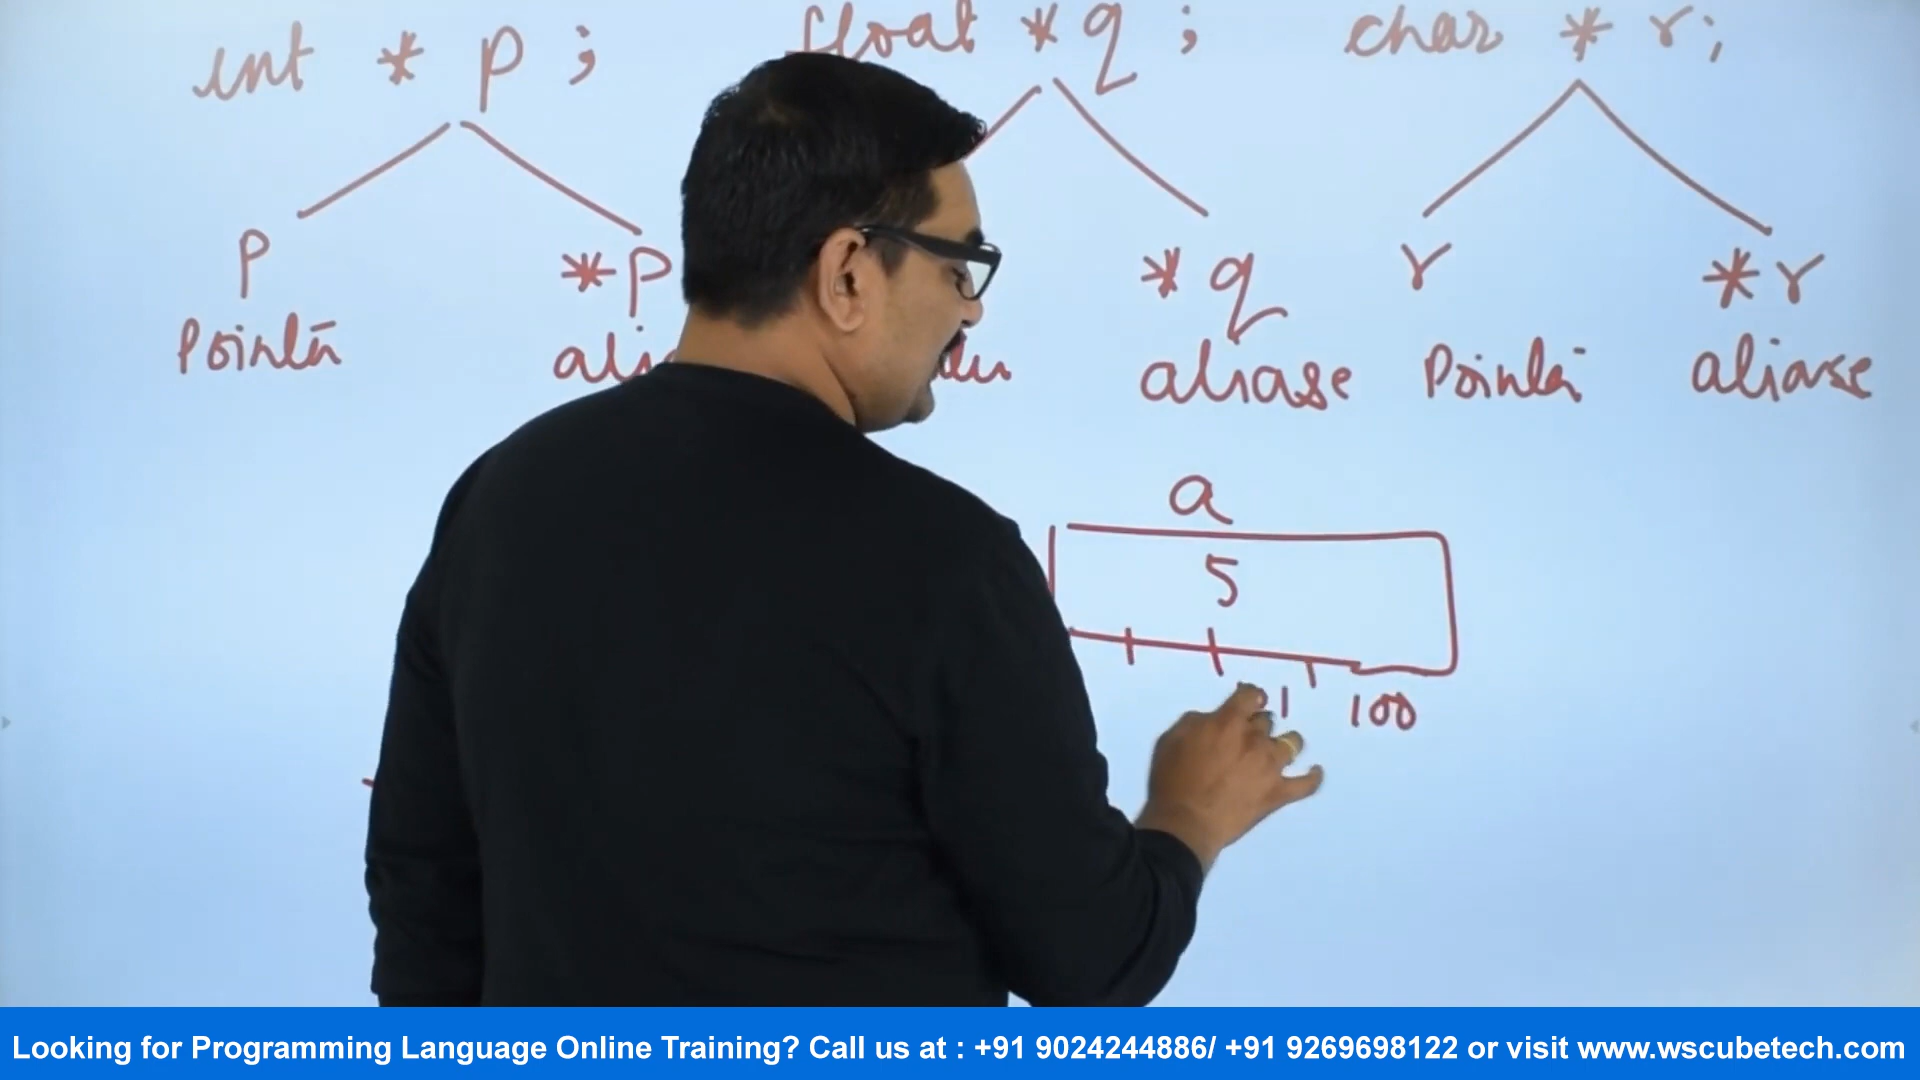 int * p ; float * q ; char * r ;
p *p *q r *r
Pointer aliase Pointer aliase
a
5
100
Looking for Programming Language Online Training? Call us at : +91 9024244886/ +91 9269698122 or visit www.wscubetech.com